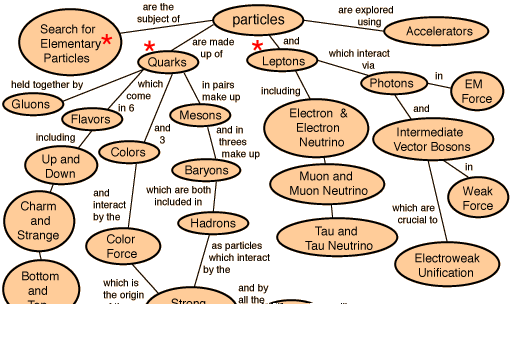 are the
subject of
particles
are explored
using
Search for
Elementary
Particles
*
*
are made
up of
and
*
Accelerators
Quarks
Leptons
which interact
via
held together by
which
come
in 6
in pairs
make up
including
Photons
in
EM
Force
Gluons
Flavors
Mesons
and
Electron &
Electron
Neutrino
including
and
3
and in
threes
make up
Intermediate
Vector Bosons
Up and
Down
Colors
Baryons
in
Muon and
Muon Neutrino
Weak
Force
which are both
included in
and
interact
by the
Charm
and
Strange
Hadrons
which are
crucial to
Tau and
Tau Neutrino
Color
Force
as particles
which interact
by the
Electroweak
Unification
Bottom
and
which is
the origin
Strong
and by
all the